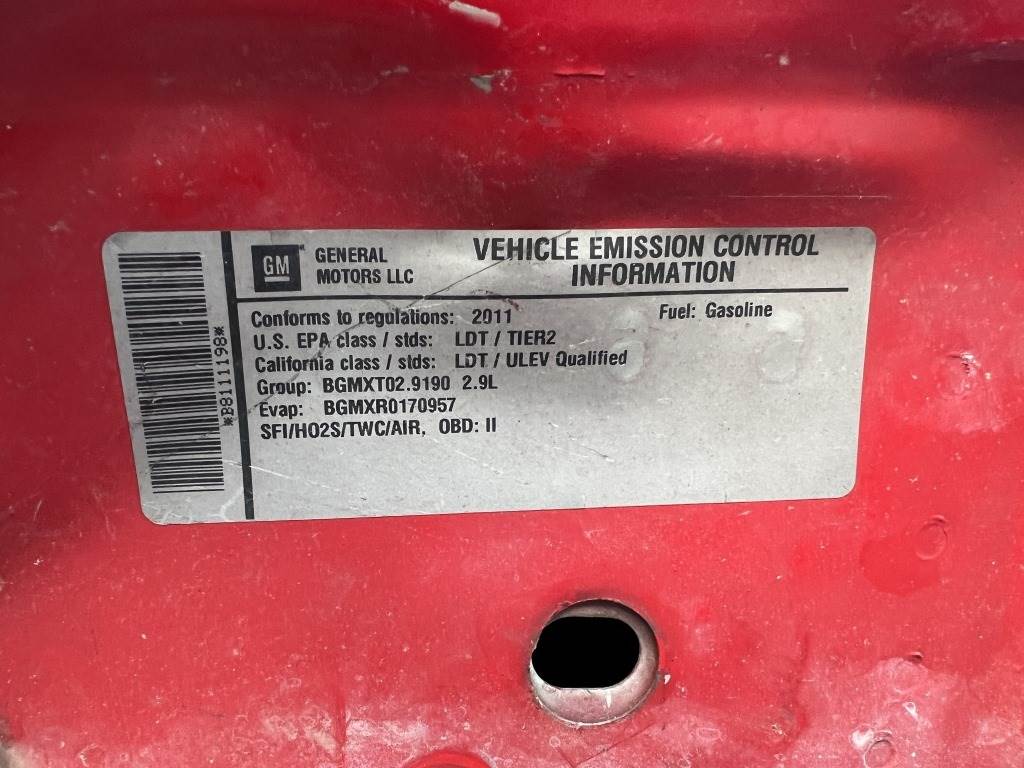 *B8111198*
GM
GENERAL
MOTORS LLC
VEHICLE EMISSION CONTROL
INFORMATION
Conforms to regulations: 2011 Fuel: Gasoline
U.S. EPA class / stds: LDT / TIER2
California class / stds: LDT / ULEV Qualified
Group: BGMXT02.9190 2.9L
Evap: BGMXR0170957
SFI/HO2S/TWC/AIR, OBD: II